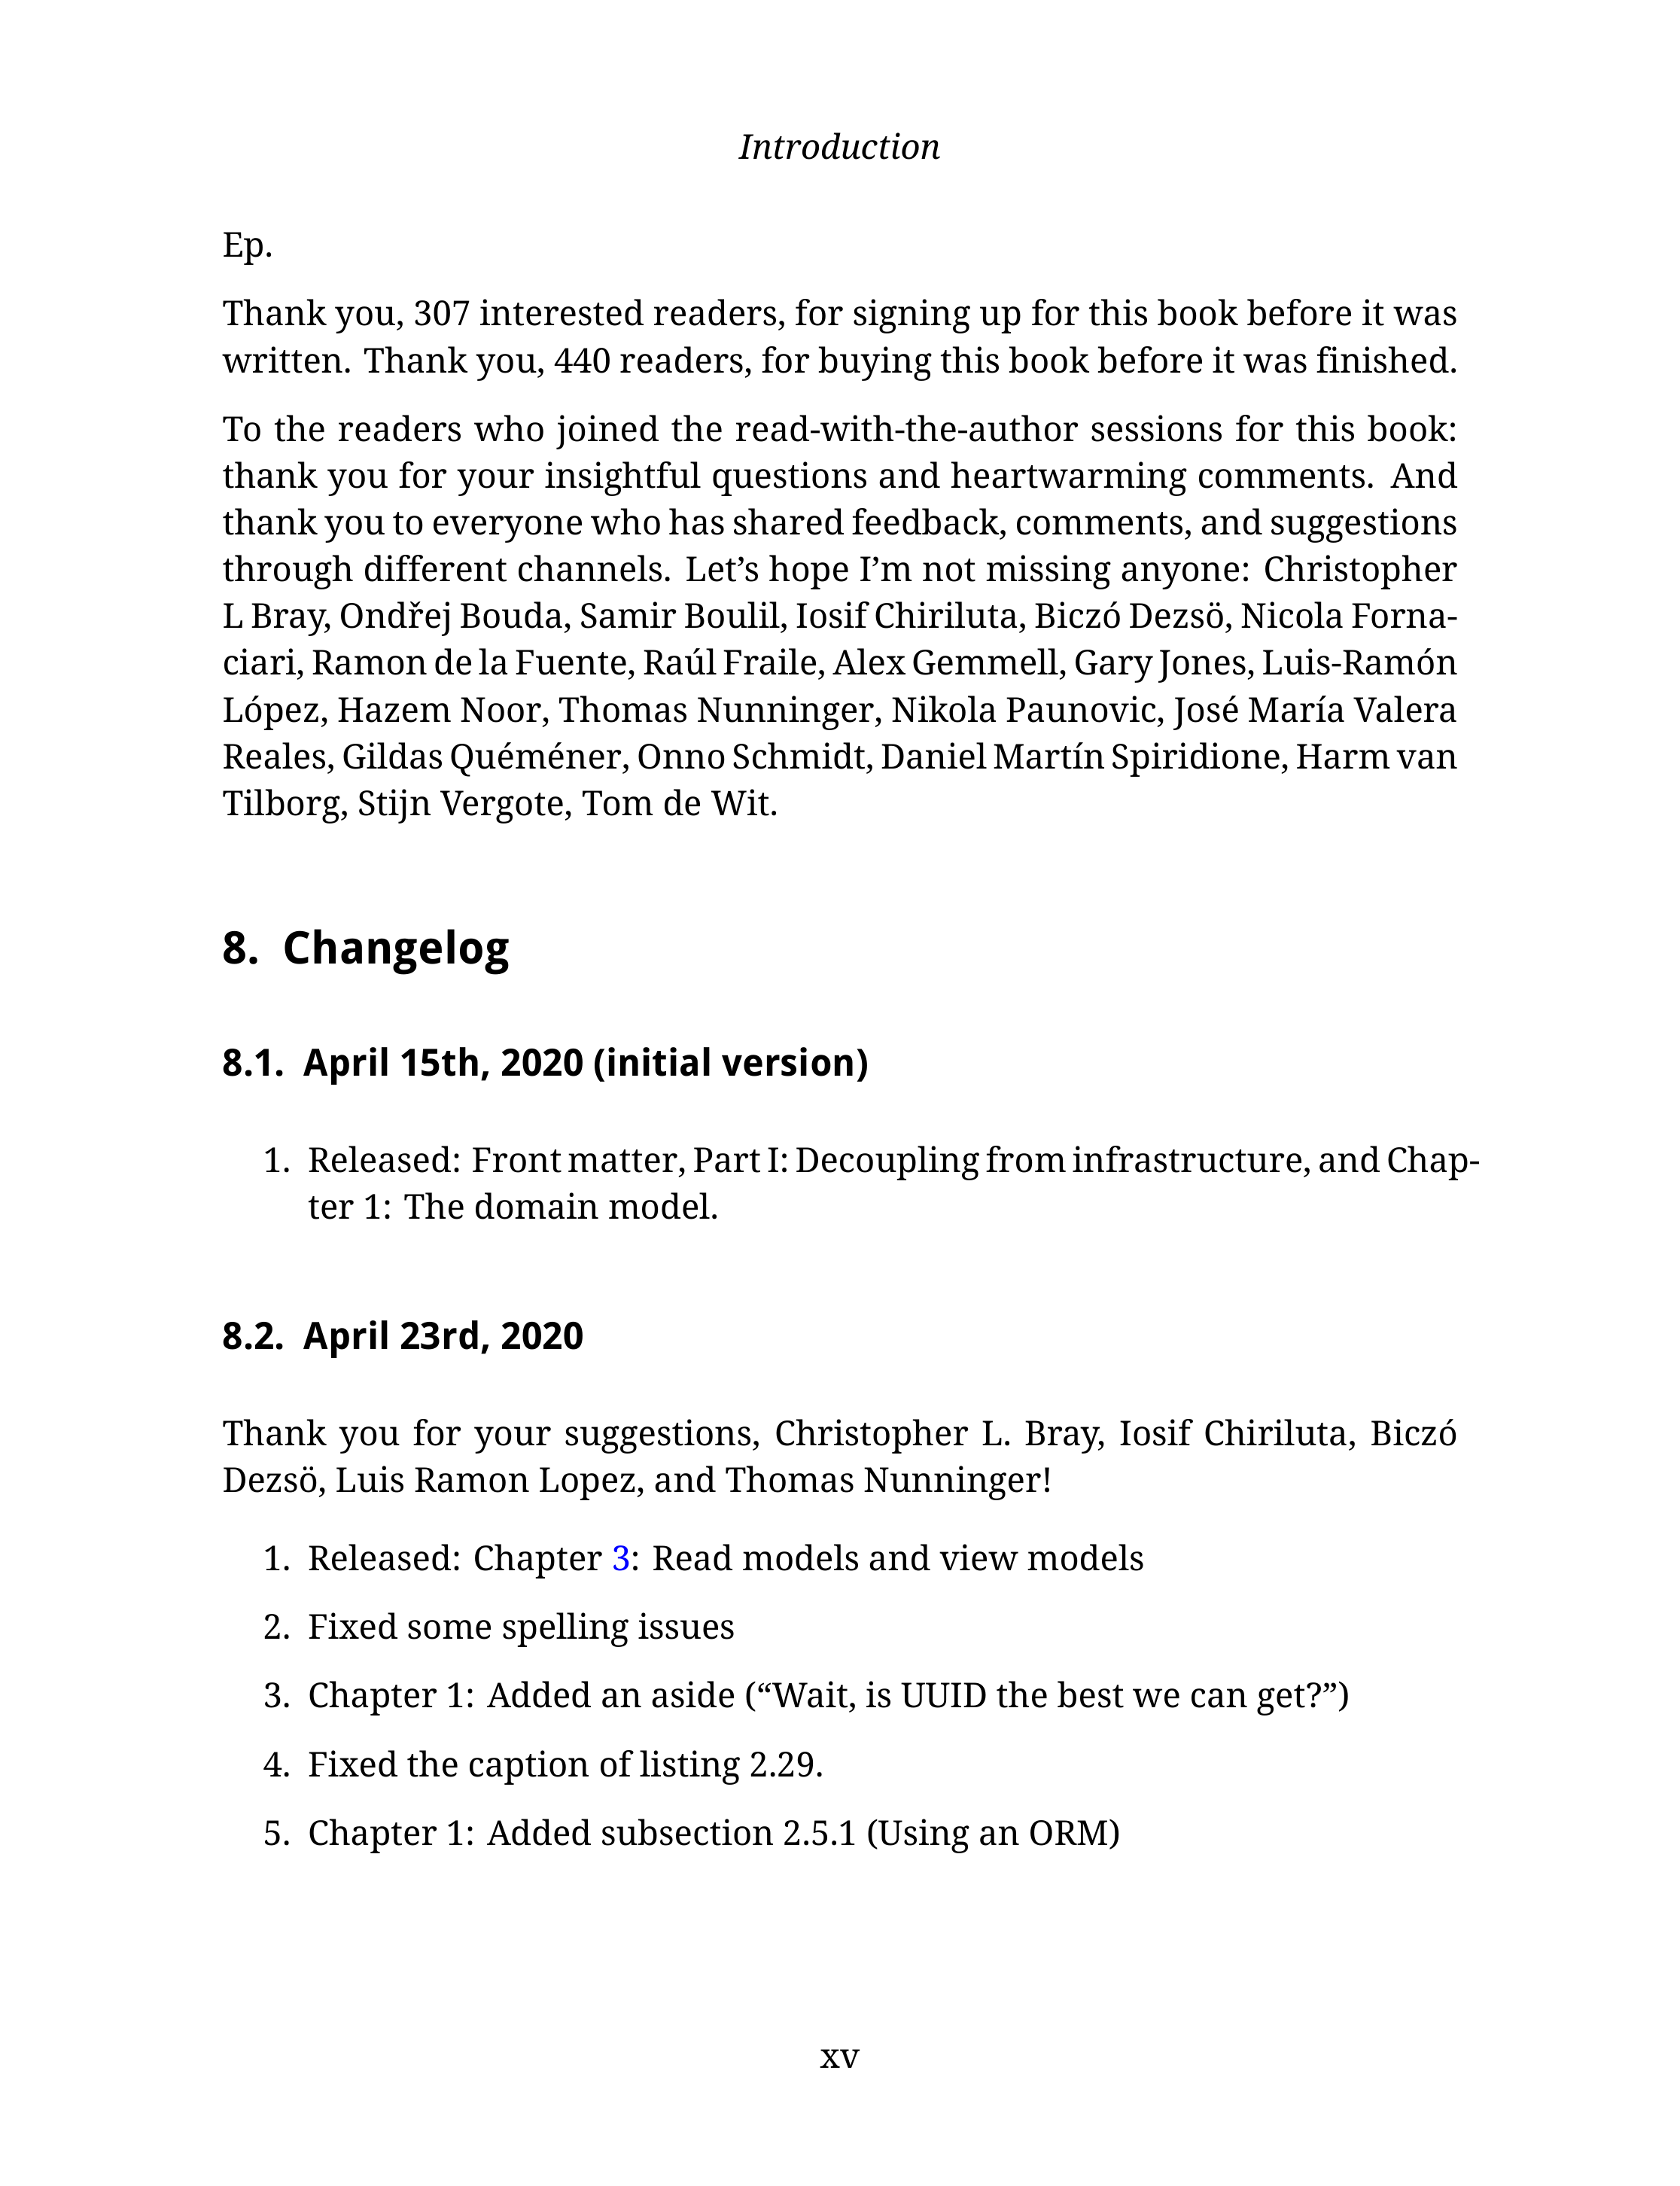 Introduction
Ep.
Thank you, 307 interested readers, for signing up for this book before it was
written. Thank you, 440 readers, for buying this book before it was finished.
To the readers who joined the read-with-the-author sessions for this book:
thank you for your insightful questions and heartwarming comments. And
thank you to everyone who has shared feedback, comments, and suggestions
through different channels. Let’s hope I’m not missing anyone: Christopher
L Bray, Ondřej Bouda, Samir Boulil, Iosif Chiriluta, Biczó Dezsö, Nicola Forna-
ciari, Ramon de la Fuente, Raúl Fraile, Alex Gemmell, Gary Jones, Luis-Ramón
López, Hazem Noor, Thomas Nunninger, Nikola Paunovic, José María Valera
Reales, Gildas Quéméner, Onno Schmidt, Daniel Martín Spiridione, Harm van
Tilborg, Stijn Vergote, Tom de Wit.
8. Changelog
8.1. April 15th, 2020 (initial version)
1. Released: Front matter, Part I: Decoupling from infrastructure, and Chap-
ter 1: The domain model.
8.2. April 23rd, 2020
Thank you for your suggestions, Christopher L. Bray, Iosif Chiriluta, Biczó
Dezsö, Luis Ramon Lopez, and Thomas Nunninger!
1. Released: Chapter 3: Read models and view models
2. Fixed some spelling issues
3. Chapter 1: Added an aside (“Wait, is UUID the best we can get?”)
4. Fixed the caption of listing 2.29.
5. Chapter 1: Added subsection 2.5.1 (Using an ORM)
xv